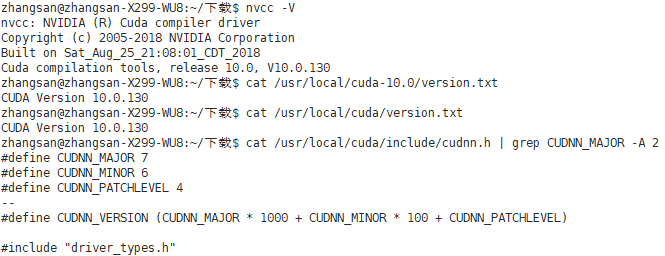 zhangsan@zhangsan-X299-WU8:~/下载$ nvcc -V
nvcc: NVIDIA (R) Cuda compiler driver
Copyright (c) 2005-2018 NVIDIA Corporation
Built on Sat_Aug_25_21:08:01_CDT_2018
Cuda compilation tools, release 10.0, V10.0.130
zhangsan@zhangsan-X299-WU8:~/下载$ cat /usr/local/cuda-10.0/version.txt
CUDA Version 10.0.130
zhangsan@zhangsan-X299-WU8:~/下载$ cat /usr/local/cuda/version.txt
CUDA Version 10.0.130
zhangsan@zhangsan-X299-WU8:~/下载$ cat /usr/local/cuda/include/cudnn.h | grep CUDNN_MAJOR -A 2
#define CUDNN_MAJOR 7
#define CUDNN_MINOR 6
#define CUDNN_PATCHLEVEL 4
--
#define CUDNN_VERSION (CUDNN_MAJOR * 1000 + CUDNN_MINOR * 100 + CUDNN_PATCHLEVEL)
#include "driver_types.h"